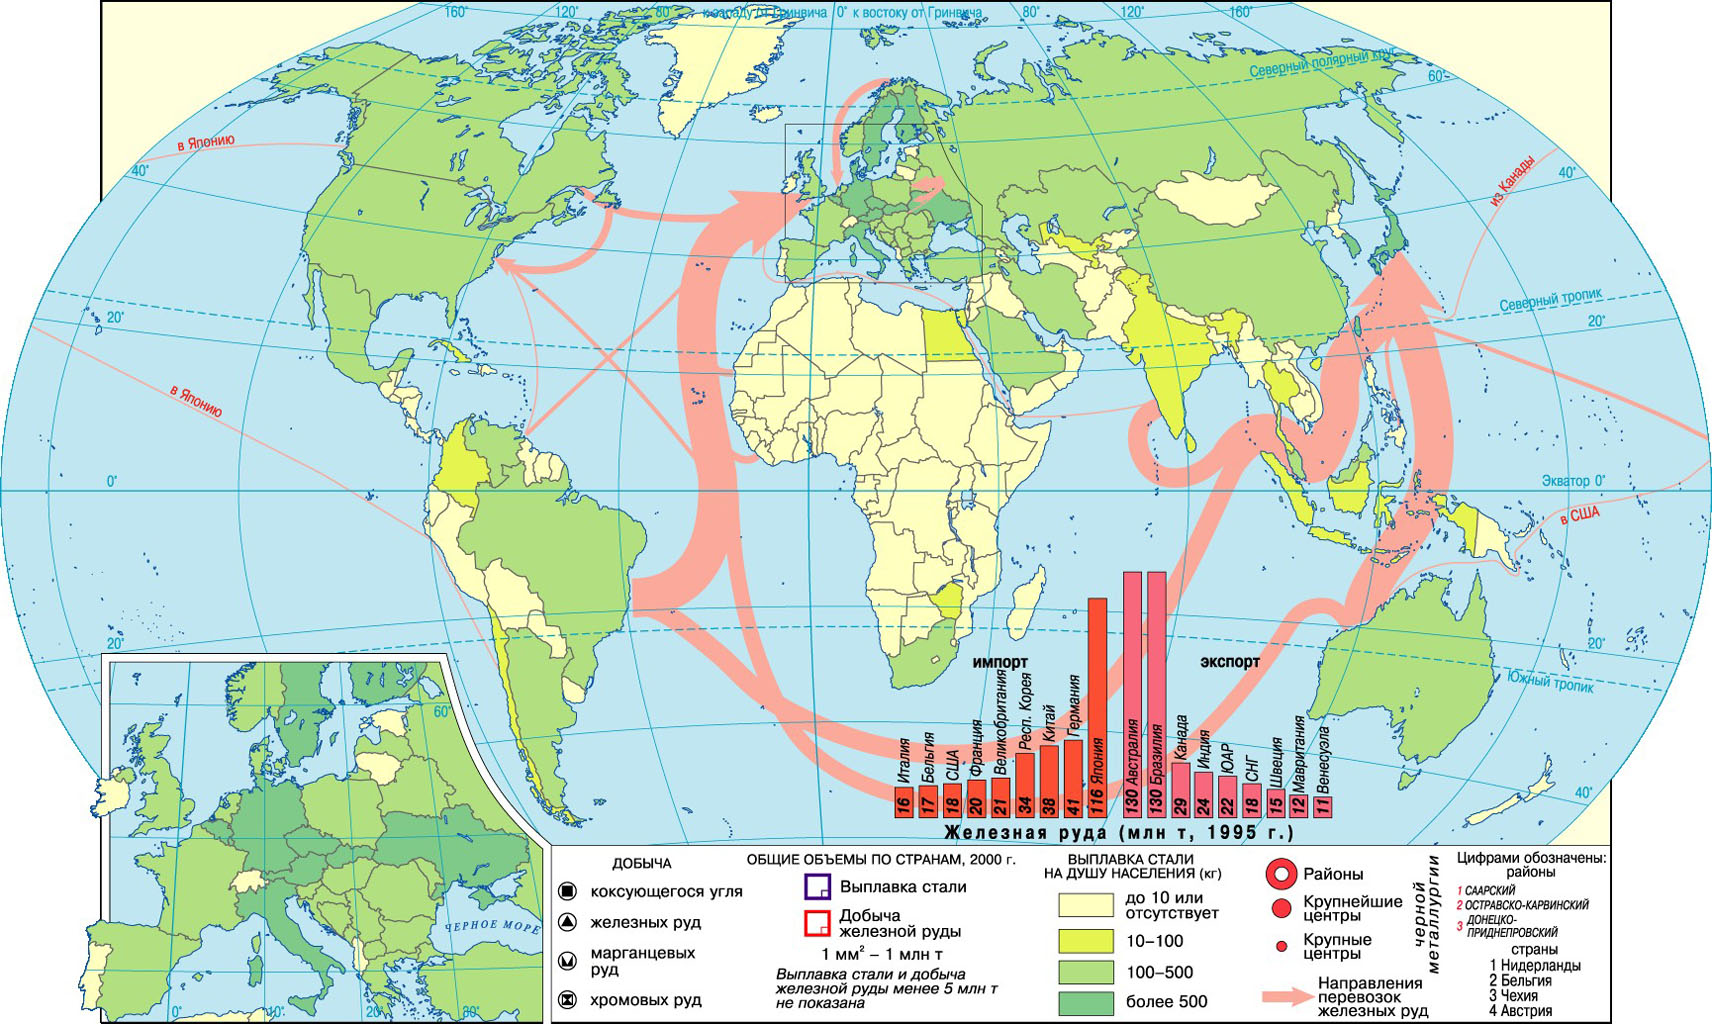 160°
120°
80°
к западу от Гринвича
0°
к востоку от Гринвича
80°
120°
160°
Северный полярный круг
60°
в Японию
40°
из Канады
40°
Северный тропик
20°
20°
в Японию
0°
Экватор 0°
в США
20°
20°
Южный тропик
40°
60°
ЧЕРНОЕ МОРЕ
0°
10°
20°
30°
импорт
экспорт
16 Италия
17 Бельгия
18 США
20 Франция
21 Великобритания
34 Респ. Корея
38 Китай
41 Германия
116 Япония
130 Австралия
130 Бразилия
29 Канада
24 Индия
22 ЮАР
18 СНГ
15 Швеция
12 Мавритания
11 Венесуэла
Железная руда (млн т, 1995 г.)
ДОБЫЧА
коксующегося угля
железных руд
марганцевых
руд
хромовых руд
ОБЩИЕ ОБЪЕМЫ ПО СТРАНАМ, 2000 г.
Выплавка стали
Добыча
железной руды
1 мм² – 1 млн т
Выплавка стали и добыча
железной руды менее 5 млн т
не показана
ВЫПЛАВКА СТАЛИ
НА ДУШУ НАСЕЛЕНИЯ (кг)
до 10 или
отсутствует
10–100
100–500
более 500
Районы
Крупнейшие
центры
Крупные
центры
черной
металлургии
Направления
перевозок
железных руд
Цифрами обозначены:
районы
1 СААРСКИЙ
2 ОСТРАВСКО-КАРВИНСКИЙ
3 ДОНЕЦКО-
ПРИДНЕПРОВСКИЙ
страны
1 Нидерланды
2 Бельгия
3 Чехия
4 Австрия